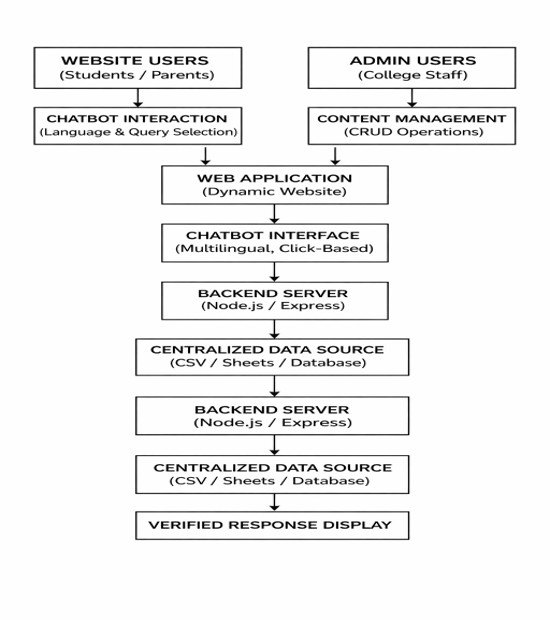 WEBSITE USERS
(Students / Parents)
ADMIN USERS
(College Staff)
CHATBOT INTERACTION
(Language & Query Selection)
CONTENT MANAGEMENT
(CRUD Operations)
WEB APPLICATION
(Dynamic Website)
CHATBOT INTERFACE
(Multilingual, Click-Based)
BACKEND SERVER
(Node.js / Express)
CENTRALIZED DATA SOURCE
(CSV / Sheets / Database)
BACKEND SERVER
(Node.js / Express)
CENTRALIZED DATA SOURCE
(CSV / Sheets / Database)
VERIFIED RESPONSE DISPLAY